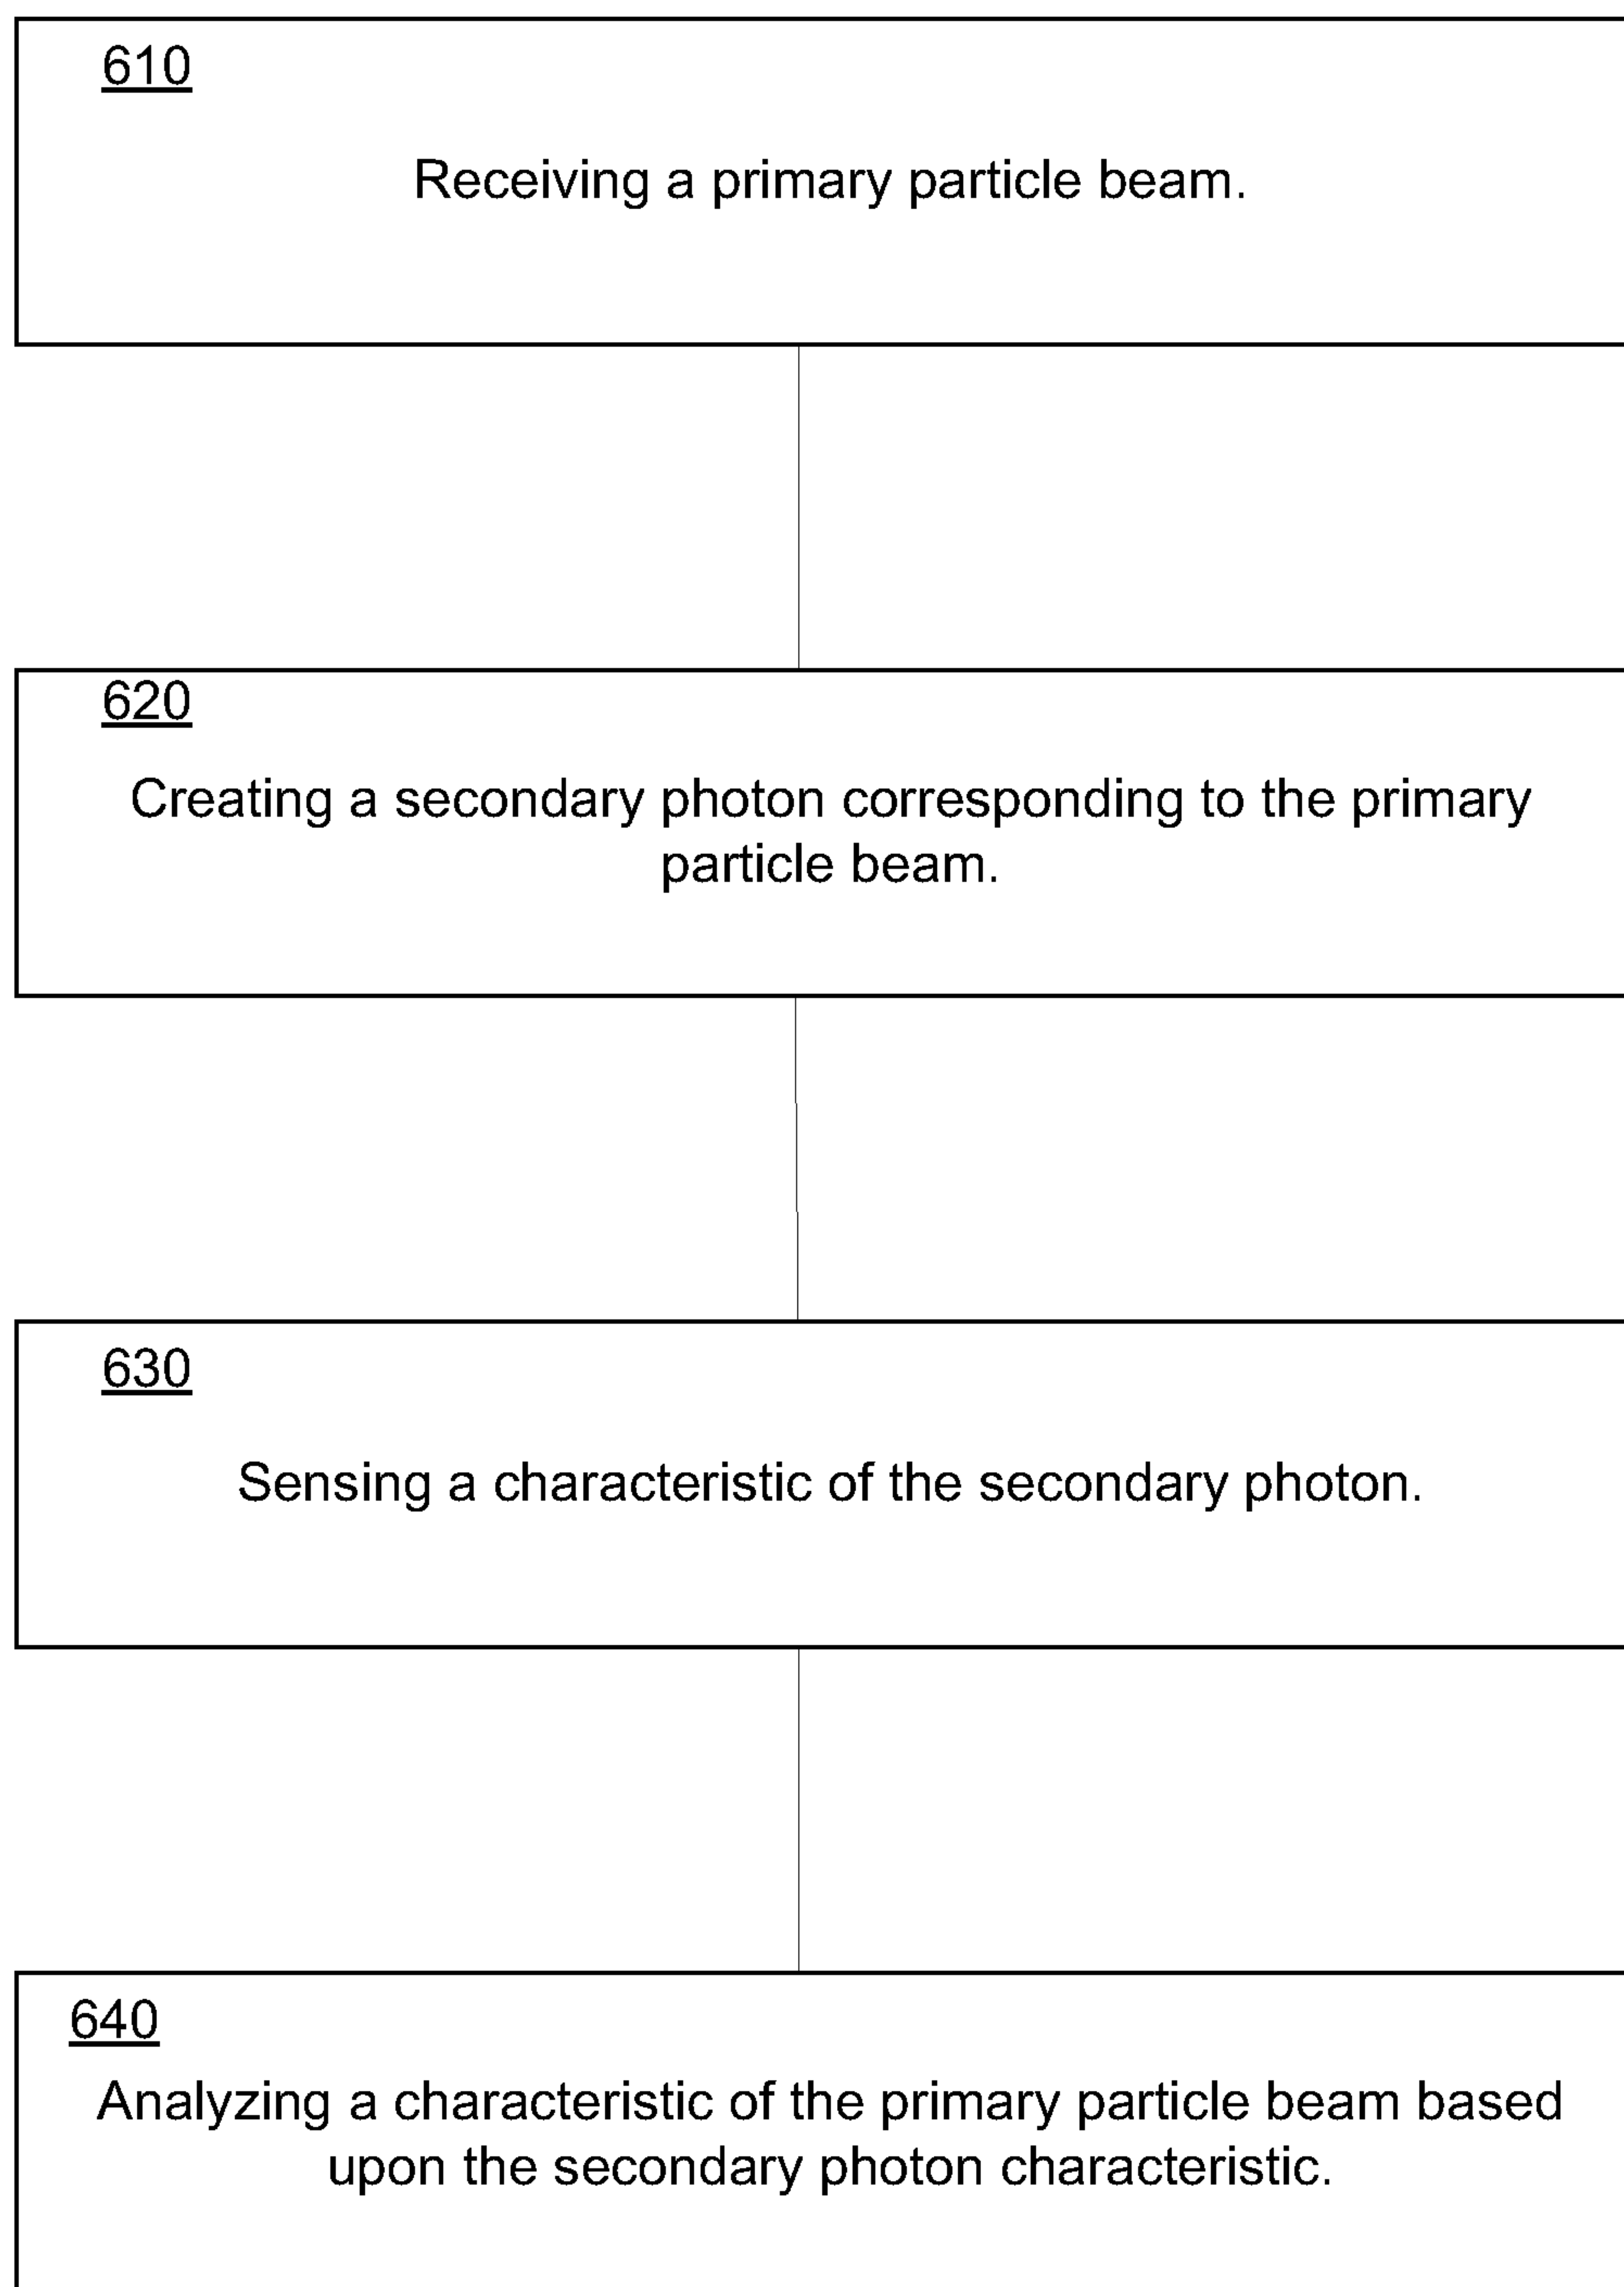 610
Receiving a primary particle beam.
620
Creating a secondary photon corresponding to the primary
particle beam.
630
Sensing a characteristic of the secondary photon.
640
Analyzing a characteristic of the primary particle beam based
upon the secondary photon characteristic.